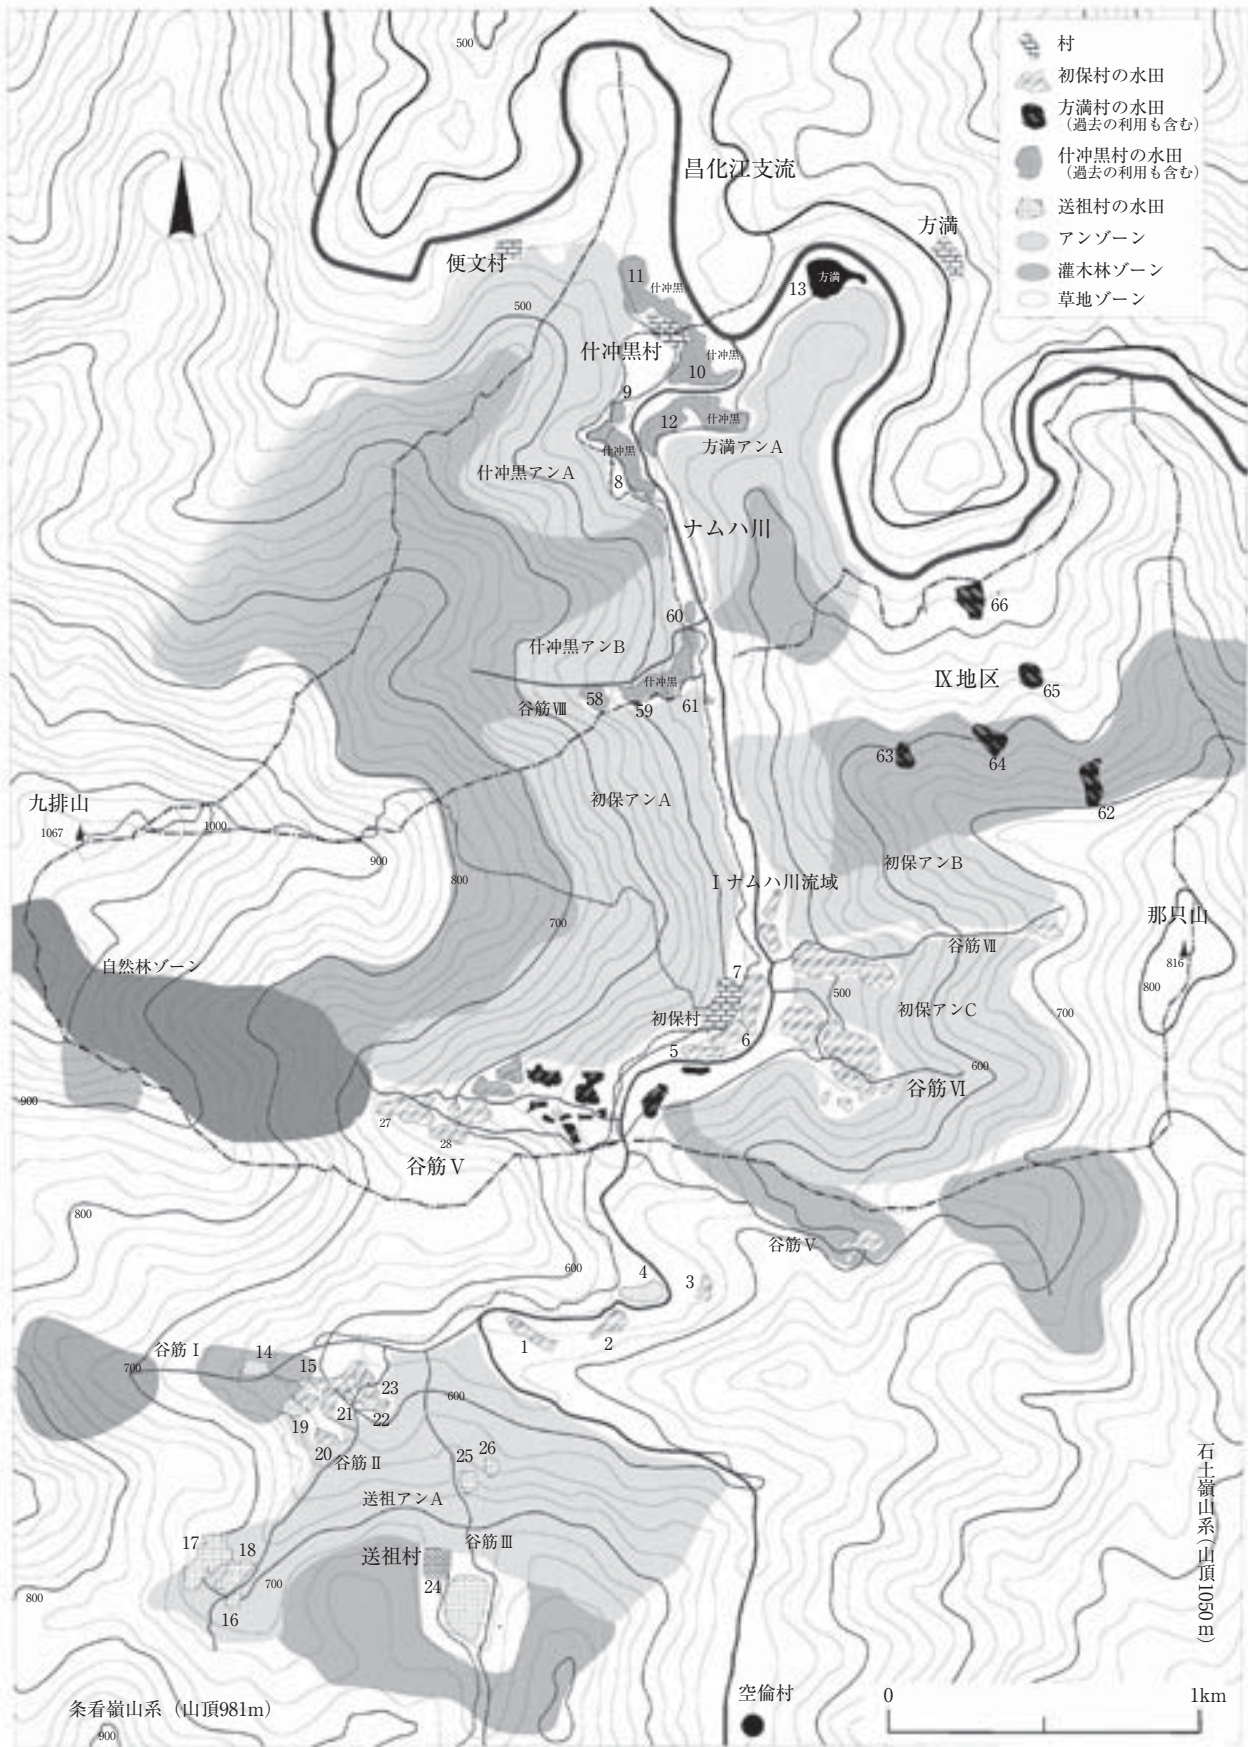 500
村
初保村の水田
方満村の水田
（過去の利用も含む）
什冲黒村の水田
（過去の利用も含む）
送祖村の水田
アンゾーン
灌木林ゾーン
草地ゾーン
昌化江支流
方満
便文村
11
什冲黒
13
方満
500
什冲黒村
什冲黒
10
9
12
什冲黒
方満アンA
什冲黒
什冲黒アンA
8
ナムハ川
66
60
什冲黒アンB
Ⅸ地区
65
什冲黒
58
59
61
谷筋Ⅷ
63
64
62
九排山
1067
1000
初保アンA
900
800
初保アンB
Ⅰナムハ川流域
700
那只山
816
800
谷筋Ⅶ
自然林ゾーン
7
500
初保アンC
700
初保村
6
5
600
谷筋Ⅵ
900
27
28
谷筋Ⅴ
800
谷筋Ⅴ
600
4
3
1
2
谷筋Ⅰ
14
15
700
23
600
21
22
19
20
谷筋Ⅱ
25
26
送祖アンA
谷筋Ⅲ
17
18
送祖村
24
700
800
16
石土嶺山系（山頂1050m）
条看嶺山系（山頂981m）
900
空倫村
0
1km